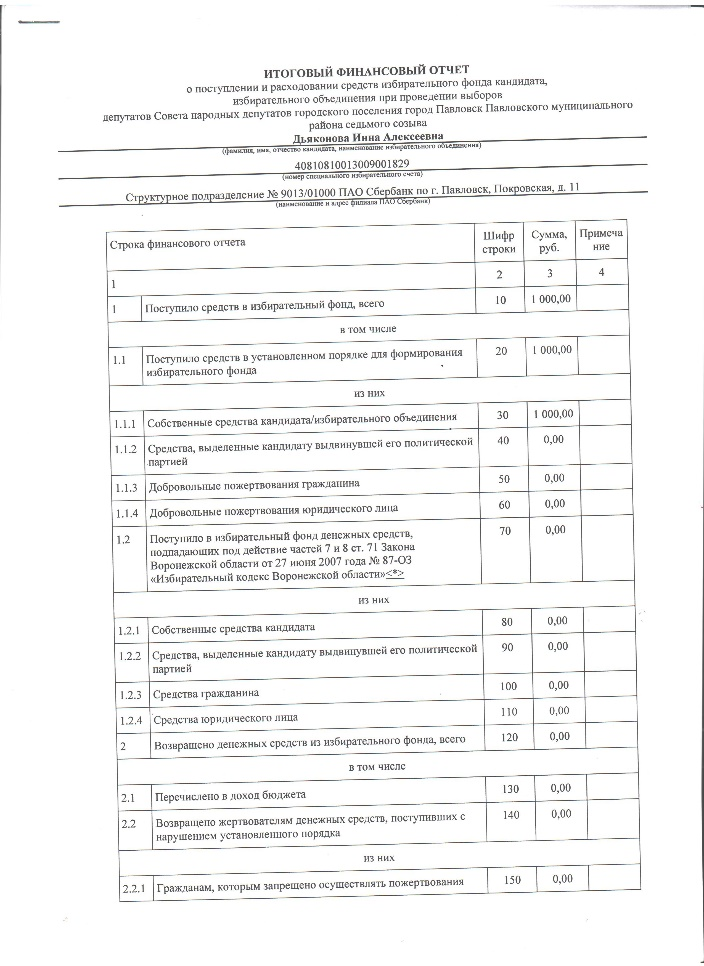 ИТОГОВЫЙ ФИНАНСОВЫЙ ОТЧЕТ
о поступлении и расходовании средств избирательного фонда кандидата,
избирательного объединения при проведении выборов
депутатов Совета народных депутатов городского поселения город Павловск Павловского муниципального
района седьмого созыва
Дьяконова Инна Алексеевна
(фамилия, имя, отчество кандидата, наименование избирательного объединения)
40810810013009001829
(номер специального избирательного счета)
Структурное подразделение № 9013/01000 ПАО Сбербанк по г. Павловск, Покровская, д. 11
(наименование и адрес филиала ПАО Сбербанк)
Строка финансового отчета Шифр строки Сумма, руб. Примеча ние
1 2 3 4
1 Поступило средств в избирательный фонд, всего 10 1 000,00
в том числе
1.1 Поступило средств в установленном порядке для формирования 20 1 000,00
избирательного фонда
из них
1.1.1 Собственные средства кандидата/избирательного объединения 30 1 000,00
1.1.2 Средства, выделенные кандидату выдвинувшей его политической 40 0,00
партией
1.1.3 Добровольные пожертвования гражданина 50 0,00
1.1.4 Добровольные пожертвования юридического лица 60 0,00
1.2 Поступило в избирательный фонд денежных средств, 70 0,00
подпадающих под действие частей 7 и 8 ст. 71 Закона
Воронежской области от 27 июня 2007 года № 87-ОЗ
«Избирательный кодекс Воронежской области»<*>
из них
1.2.1 Собственные средства кандидата 80 0,00
1.2.2 Средства, выделенные кандидату выдвинувшей его политической 90 0,00
партией
1.2.3 Средства гражданина 100 0,00
1.2.4 Средства юридического лица 110 0,00
2 Возвращено денежных средств из избирательного фонда, всего 120 0,00
в том числе
2.1 Перечислено в доход бюджета 130 0,00
2.2 Возвращено жертвователям денежных средств, поступивших с 140 0,00
нарушением установленного порядка
из них
2.2.1 Гражданам, которым запрещено осуществлять пожертвования 150 0,00